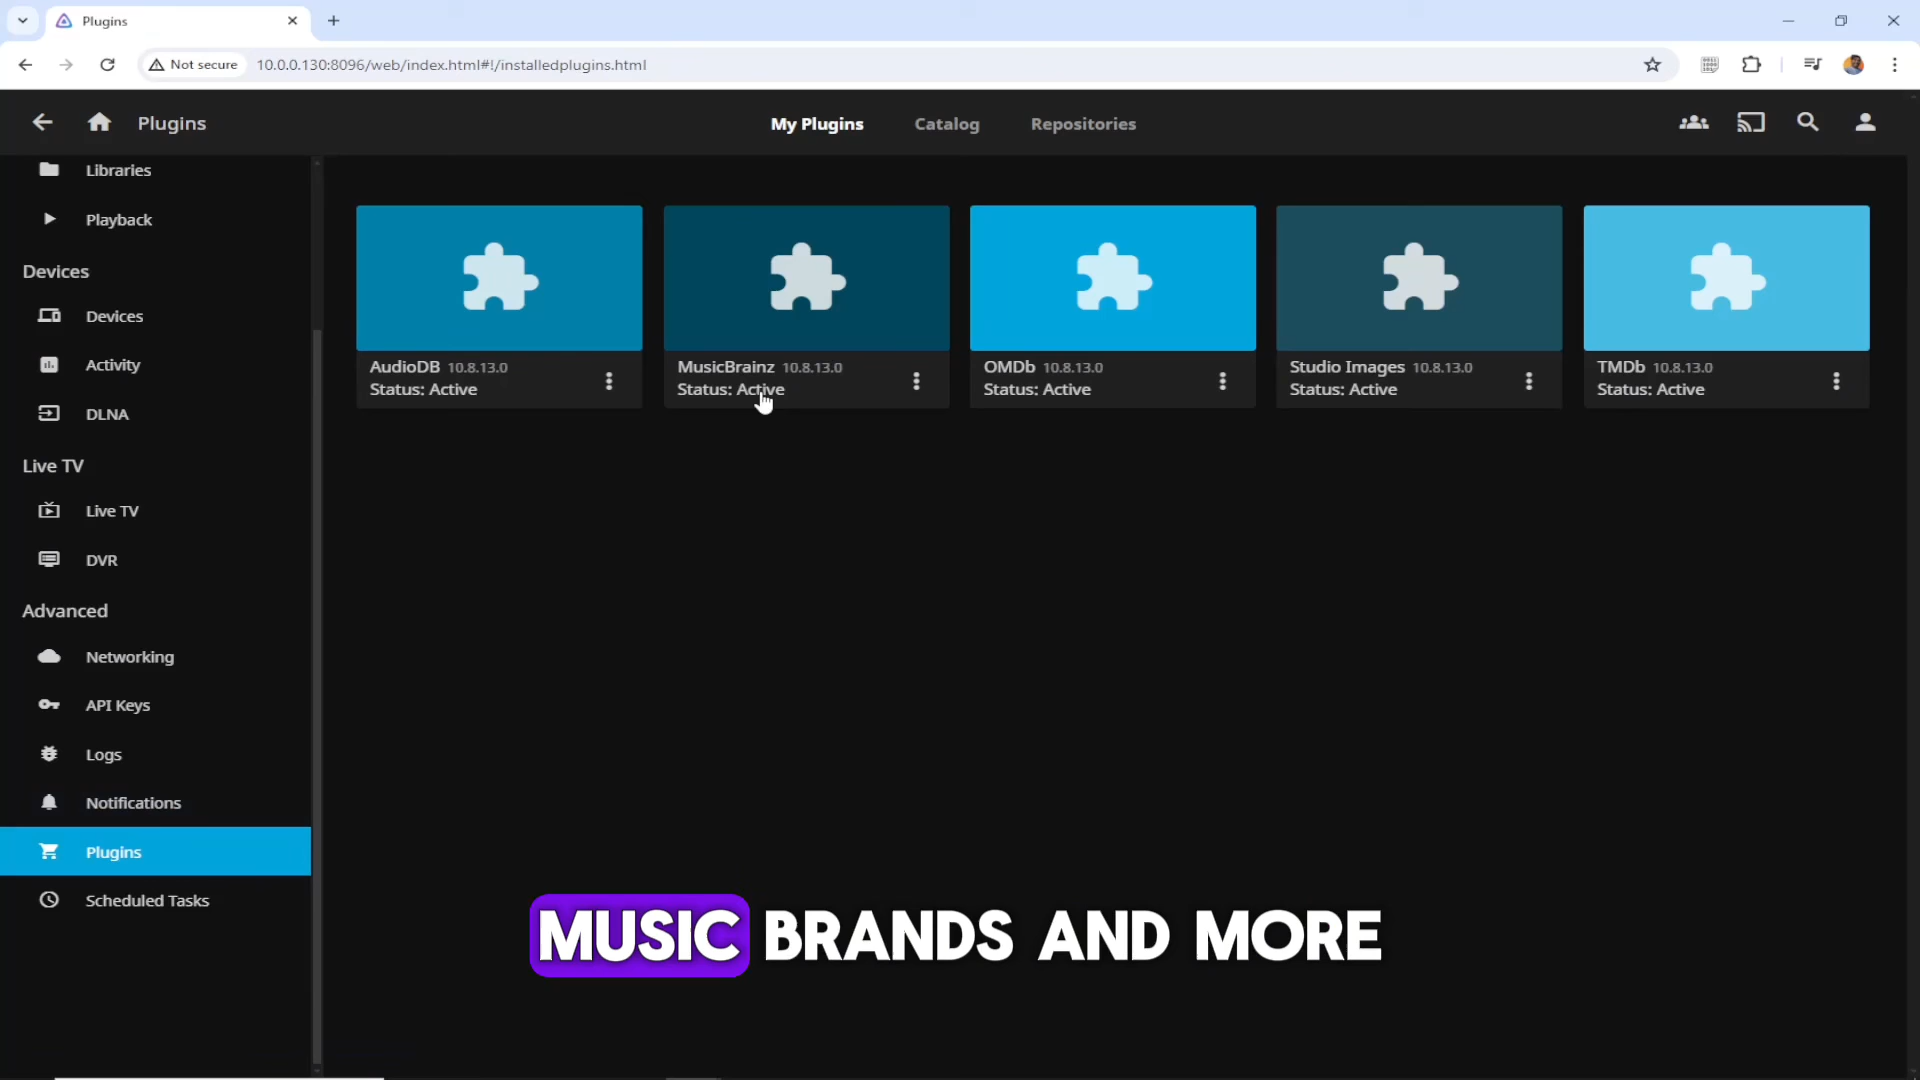 Plugins
Not secure
10.0.0.130:8096/web/index.html#!/installedplugins.html
Plugins
My Plugins
Catalog
Repositories
Libraries
Playback
Devices
Devices
Activity
DLNA
Live TV
Live TV
DVR
Advanced
Networking
API Keys
Logs
Notifications
Plugins
Scheduled Tasks
AudioDB 10.8.13.0
Status: Active
MusicBrainz 10.8.13.0
Status: Active
OMDb 10.8.13.0
Status: Active
Studio Images 10.8.13.0
Status: Active
TMDb 10.8.13.0
Status: Active
MUSIC BRANDS AND MORE